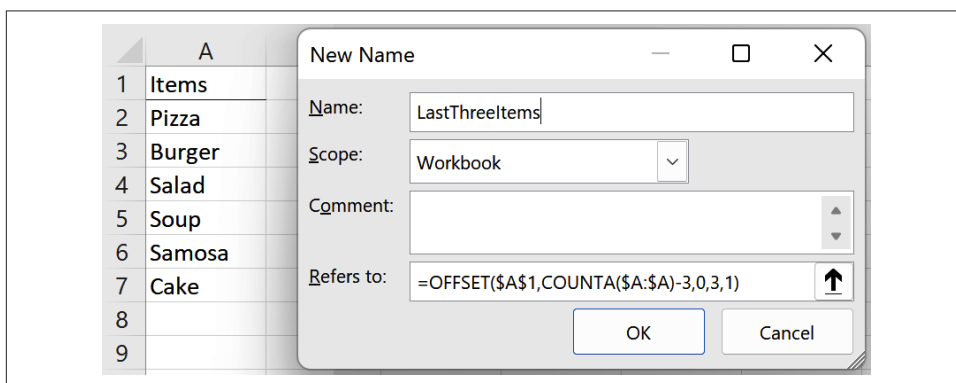 A
1 Items
2 Pizza
3 Burger
4 Salad
5 Soup
6 Samosa
7 Cake
8
9
New Name
Name: LastThreeItems
Scope: Workbook
Comment:
Refers to: =OFFSET($A$1,COUNTA($A:$A)-3,0,3,1)
OK Cancel